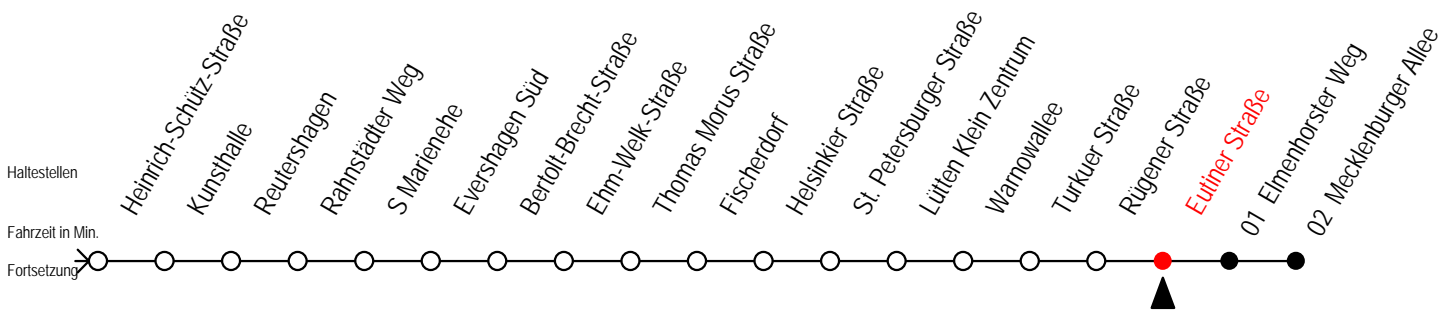 Haltestellen
Heinrich-Schütz-Straße
Kunsthalle
Reutershagen
Rahnstädter Weg
S Marienehe
Evershagen Süd
Bertolt-Brecht-Straße
Ehm-Welk-Straße
Thomas Morus Straße
Fischerdorf
Helsinkier Straße
St. Petersburger Straße
Lütten Klein Zentrum
Warnowallee
Turkuer Straße
Rügener Straße
Eutiner Straße
01 Elmenhorster Weg
02 Mecklenburger Allee
Fahrzeit in Min.
Fortsetzung